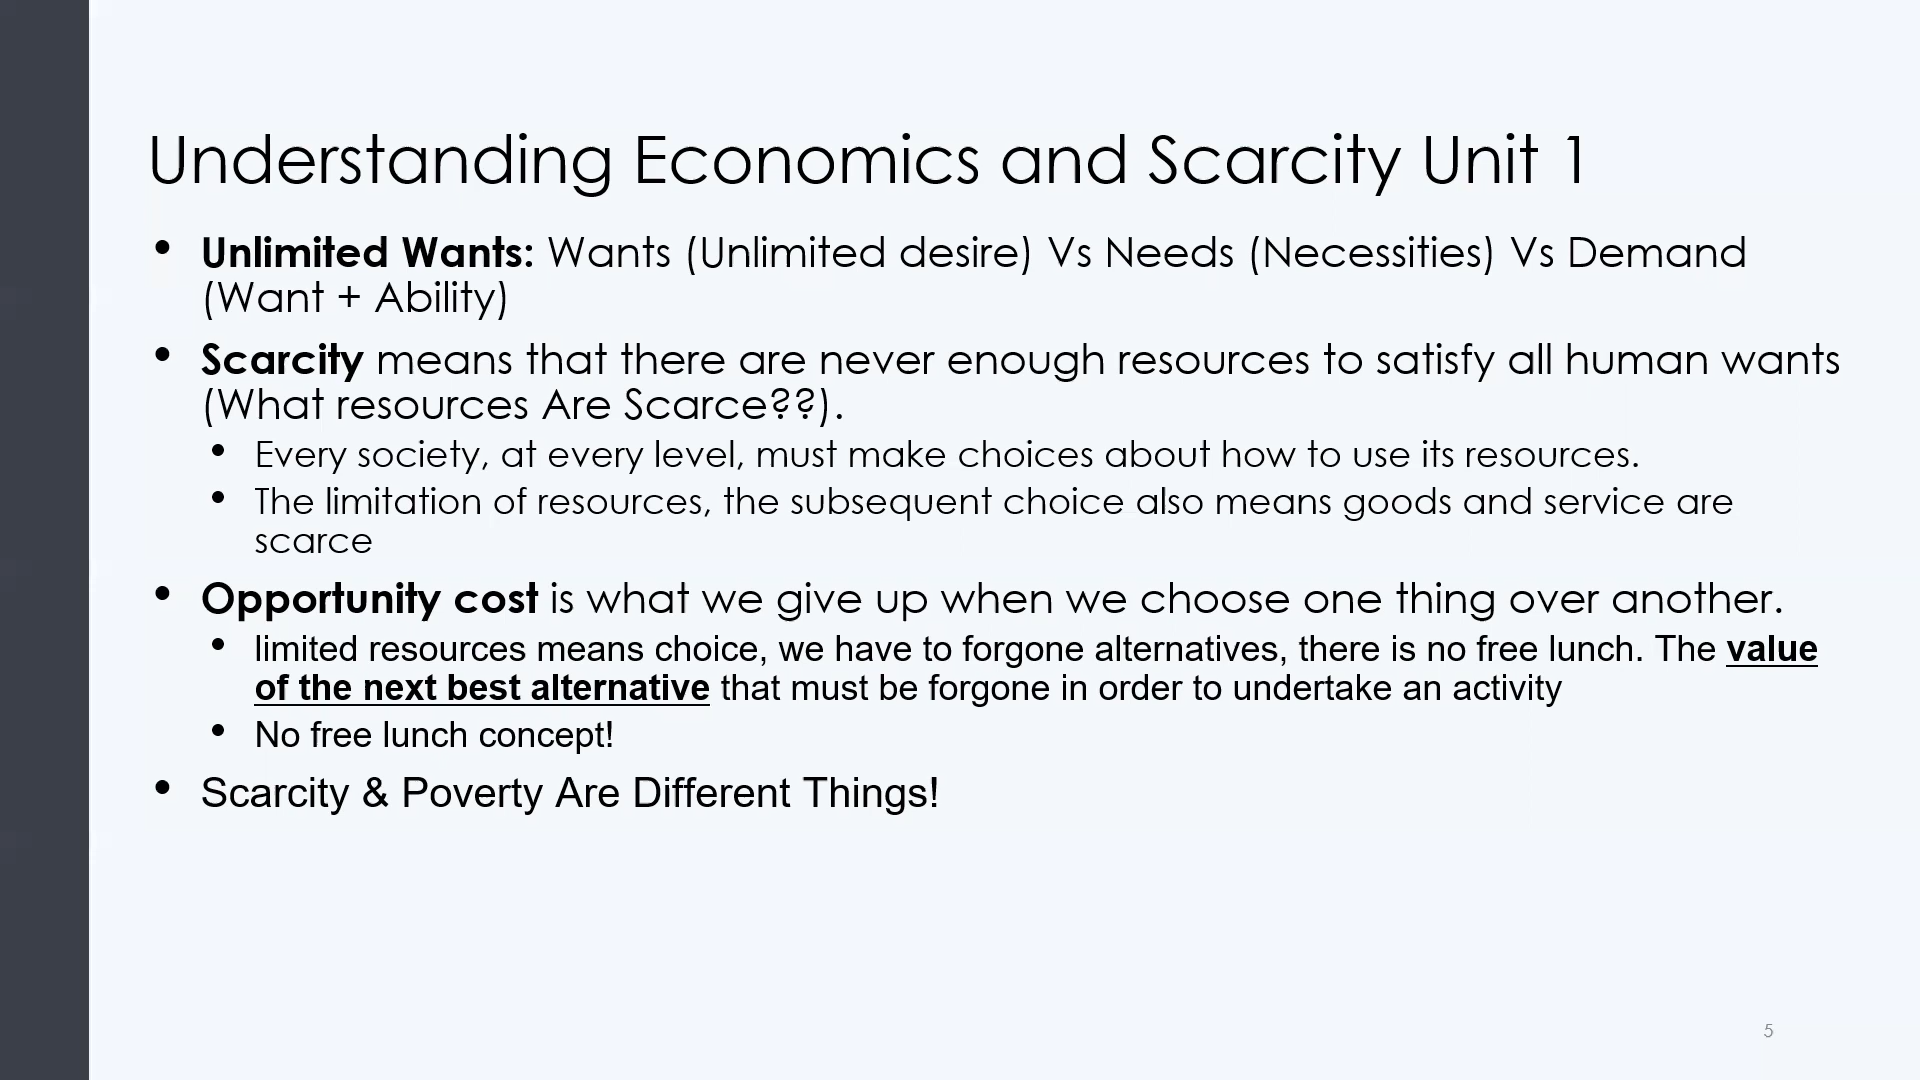 Understanding Economics and Scarcity Unit 1
• Unlimited Wants: Wants (Unlimited desire) Vs Needs (Necessities) Vs Demand
(Want + Ability)
• Scarcity means that there are never enough resources to satisfy all human wants
(What resources Are Scarce??).
• Every society, at every level, must make choices about how to use its resources.
• The limitation of resources, the subsequent choice also means goods and service are
scarce
• Opportunity cost is what we give up when we choose one thing over another.
• limited resources means choice, we have to forgone alternatives, there is no free lunch. The value
of the next best alternative that must be forgone in order to undertake an activity
• No free lunch concept!
• Scarcity & Poverty Are Different Things!
5